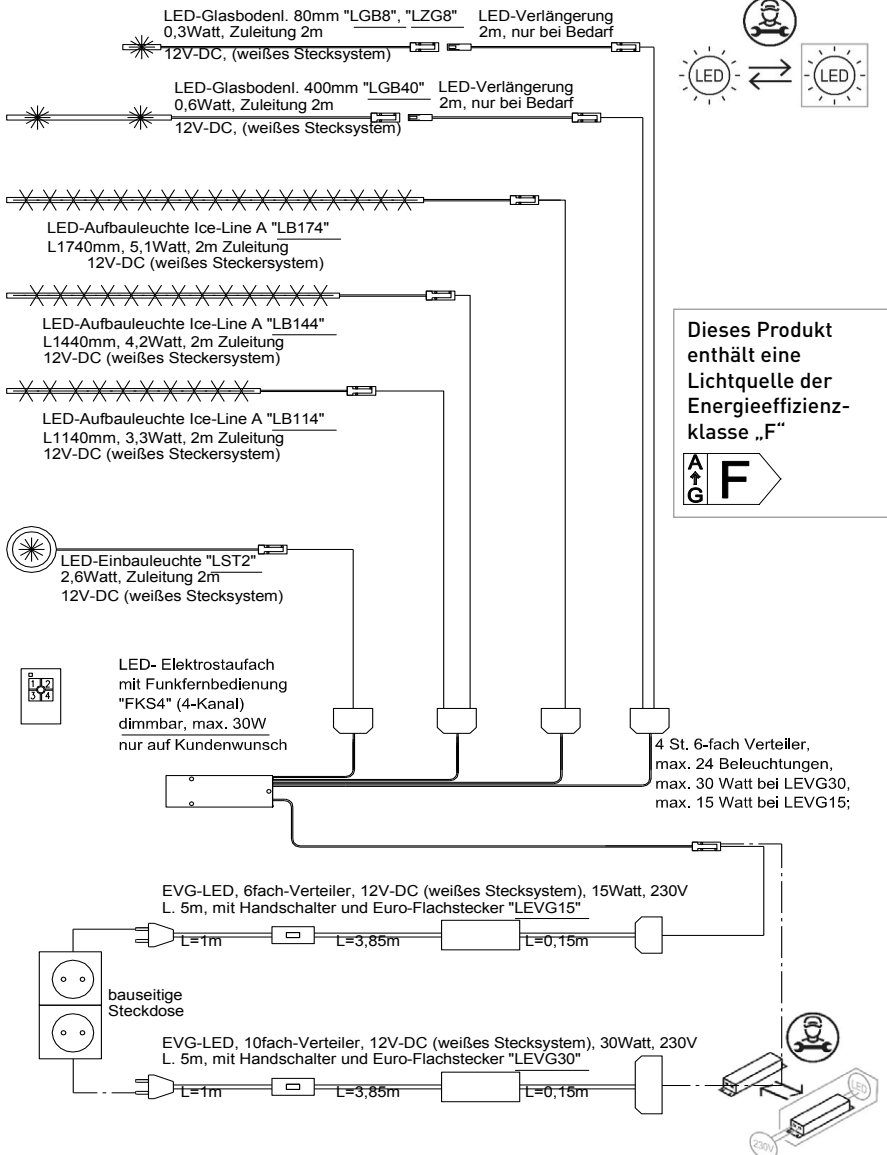 LED-Glasbodenl. 80mm "LGB8", "LZG8"
0,3Watt, Zuleitung 2m
12V-DC, (weißes Stecksystem)
LED-Verlängerung
2m, nur bei Bedarf
LED-Glasbodenl. 400mm "LGB40"
0,6Watt, Zuleitung 2m
12V-DC, (weißes Stecksystem)
LED-Verlängerung
2m, nur bei Bedarf
LED
LED
LED-Aufbauleuchte Ice-Line A "LB174"
L1740mm, 5,1Watt, 2m Zuleitung
12V-DC (weißes Steckersystem)
LED-Aufbauleuchte Ice-Line A "LB144"
L1440mm, 4,2Watt, 2m Zuleitung
12V-DC (weißes Steckersystem)
LED-Aufbauleuchte Ice-Line A "LB114"
L1140mm, 3,3Watt, 2m Zuleitung
12V-DC (weißes Steckersystem)
Dieses Produkt
enthält eine
Lichtquelle der
Energieeffizienz-
klasse „F“
A
G
F
LED-Einbauleuchte "LST2"
2,6Watt, Zuleitung 2m
12V-DC (weißes Stecksystem)
1 2
3 4
LED- Elektrostaufach
mit Funkfernbedienung
"FKS4" (4-Kanal)
dimmbar, max. 30W
nur auf Kundenwunsch
4 St. 6-fach Verteiler,
max. 24 Beleuchtungen,
max. 30 Watt bei LEVG30,
max. 15 Watt bei LEVG15;
EVG-LED, 6fach-Verteiler, 12V-DC (weißes Stecksystem), 15Watt, 230V
L. 5m, mit Handschalter und Euro-Flachstecker "LEVG15"
L=1m L=3,85m L=0,15m
bauseitige
Steckdose
EVG-LED, 10fach-Verteiler, 12V-DC (weißes Stecksystem), 30Watt, 230V
L. 5m, mit Handschalter und Euro-Flachstecker "LEVG30"
L=1m L=3,85m L=0,15m
LED
230V